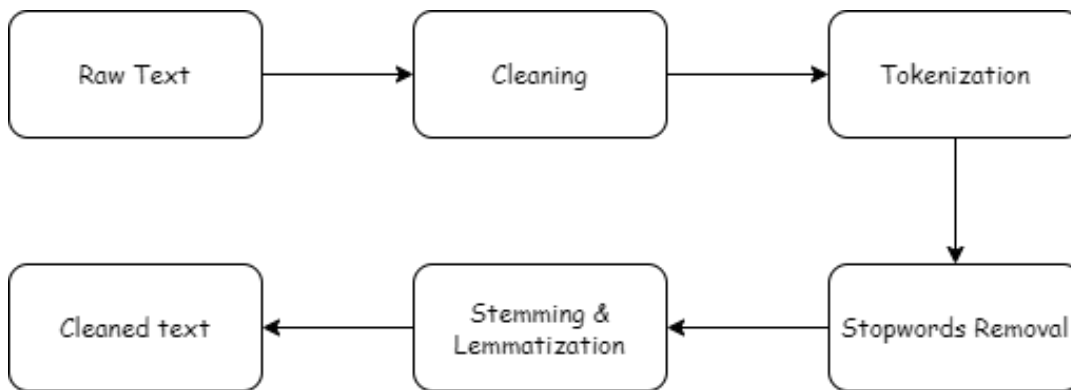 Raw Text
Cleaning
Tokenization
Stopwords Removal
Stemming &
Lemmatization
Cleaned text